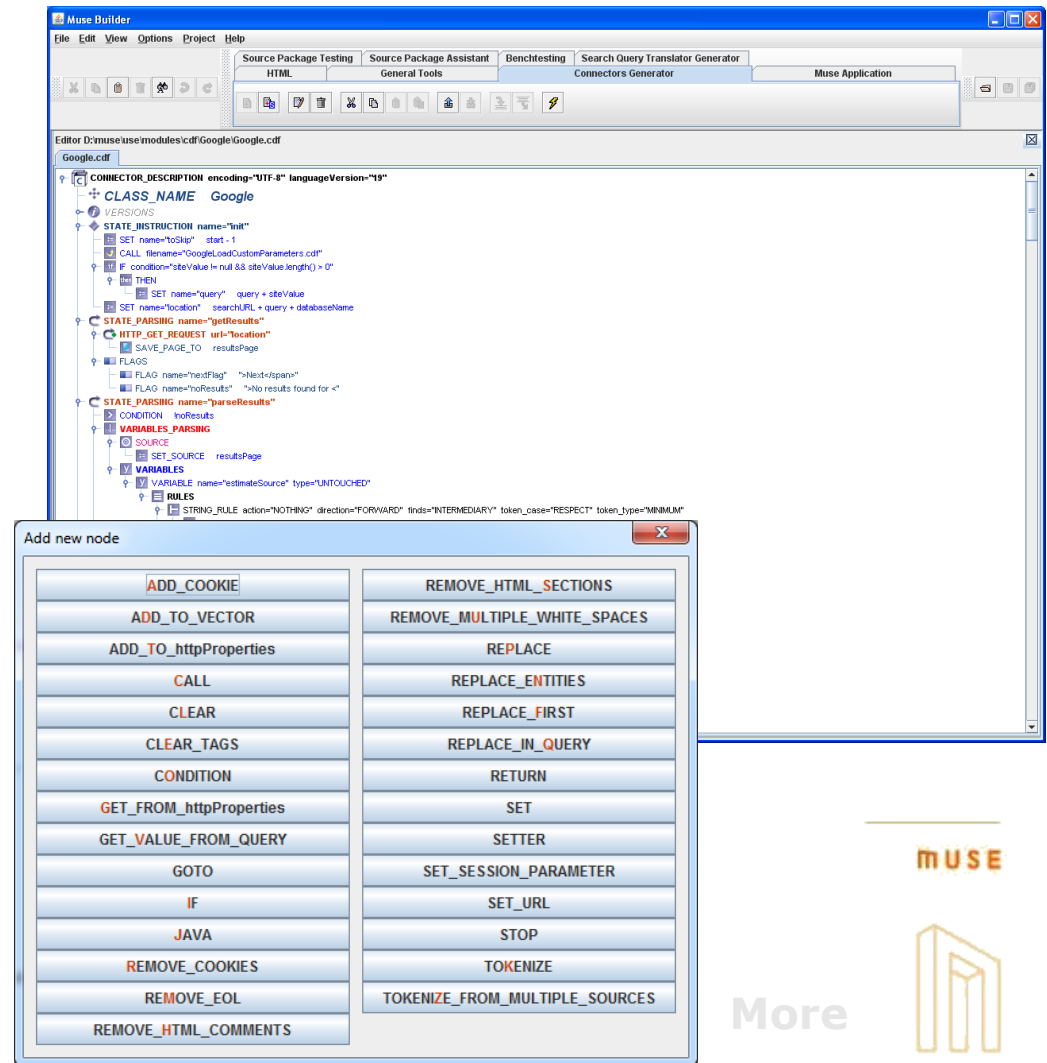 Muse Builder
File Edit View Options Project Help
Source Package Testing Source Package Assistant Benchtesting Search Query Translator Generator
HTML General Tools Connectors Generator Muse Application
Editor D:\muse\use\modules\cdf\Google\Google.cdf
Google.cdf
CONNECTOR_DESCRIPTION encoding="UTF-8" languageVersion="19"
CLASS_NAME Google
VERSIONS
STATE_INSTRUCTION name="init"
SET name="toSkip" start - 1
CALL filename="GoogleLoadCustomParameters.cdt"
IF condition="siteValue != null && siteValue.length() > 0"
THEN
SET name="query" query + siteValue
SET name="location" searchURL + query + databaseName
STATE_PARSING name="getResults"
HTTP_GET_REQUEST url="location"
SAVE_PAGE_TO resultsPage
FLAGS
FLAG name="nextFlag" ">Next</span>"
FLAG name="noResults" ">No results found for <"
STATE_PARSING name="parseResults"
CONDITION !noResults
VARIABLES_PARSING
SOURCE
SET_SOURCE resultsPage
VARIABLES
VARIABLE name="estimateSource" type="UNTOUCHED"
RULES
STRING_RULE action="NOTHING" direction="FORWARD" finds="INTERMEDIARY" token_case="RESPECT" token_type="MINIMUM"
Add new node
ADD_COOKIE
ADD_TO_VECTOR
ADD_TO_httpProperties
CALL
CLEAR
CLEAR_TAGS
CONDITION
GET_FROM_httpProperties
GET_VALUE_FROM_QUERY
GOTO
IF
JAVA
REMOVE_COOKIES
REMOVE_EOL
REMOVE_HTML_COMMENTS
REMOVE_HTML_SECTIONS
REMOVE_MULTIPLE_WHITE_SPACES
REPLACE
REPLACE_ENTITIES
REPLACE_FIRST
REPLACE_IN_QUERY
RETURN
SET
SETTER
SET_SESSION_PARAMETER
SET_URL
STOP
TOKENIZE
TOKENIZE_FROM_MULTIPLE_SOURCES
MUSE
More